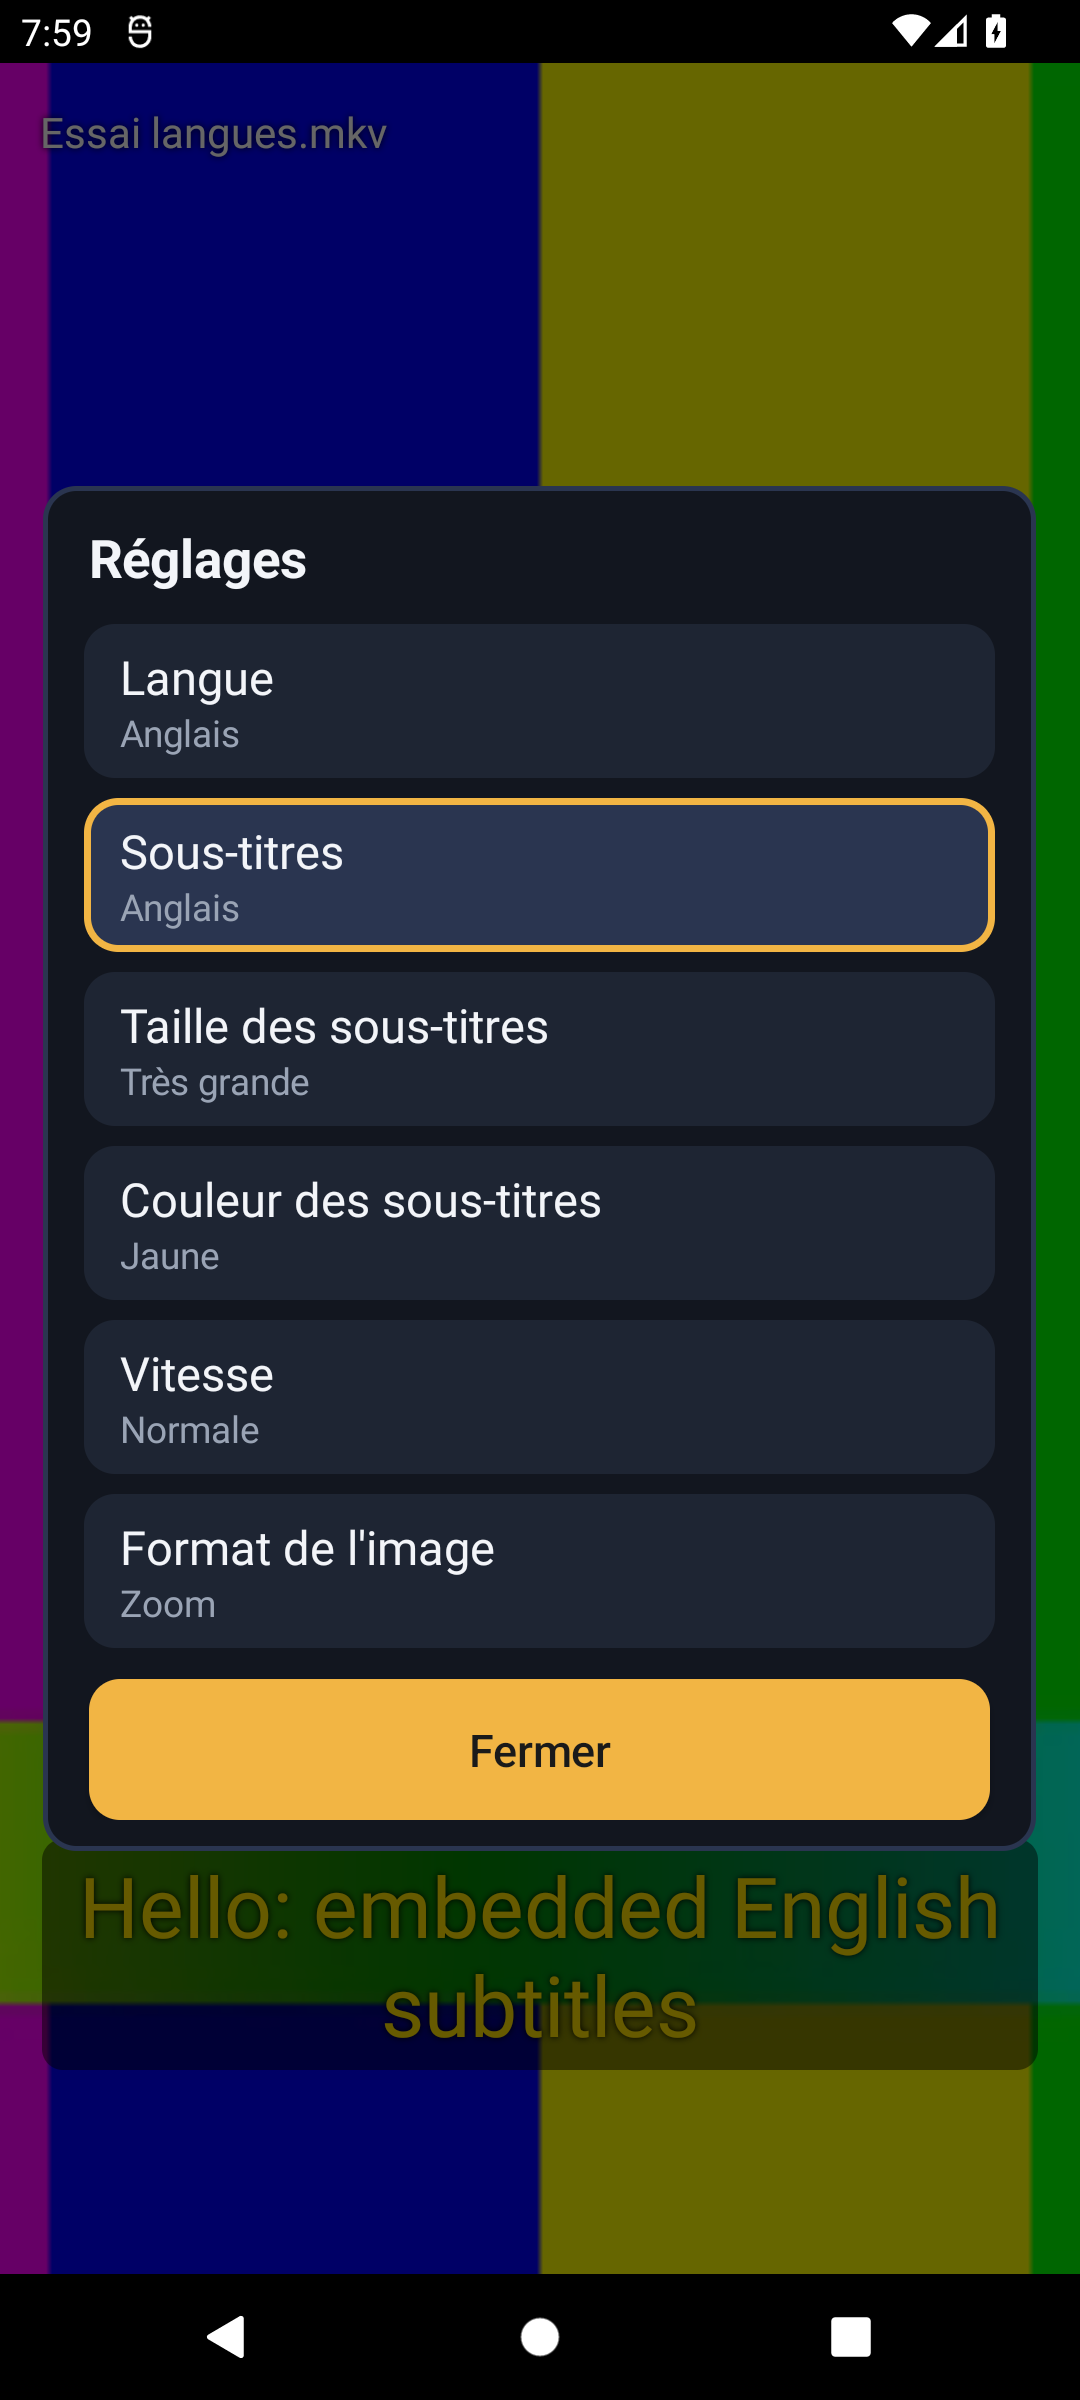 7:59
Essai langues.mkv
Réglages
Langue
Anglais
Sous-titres
Anglais
Taille des sous-titres
Très grande
Couleur des sous-titres
Jaune
Vitesse
Normale
Format de l'image
Zoom
Fermer
Hello: embedded English
subtitles